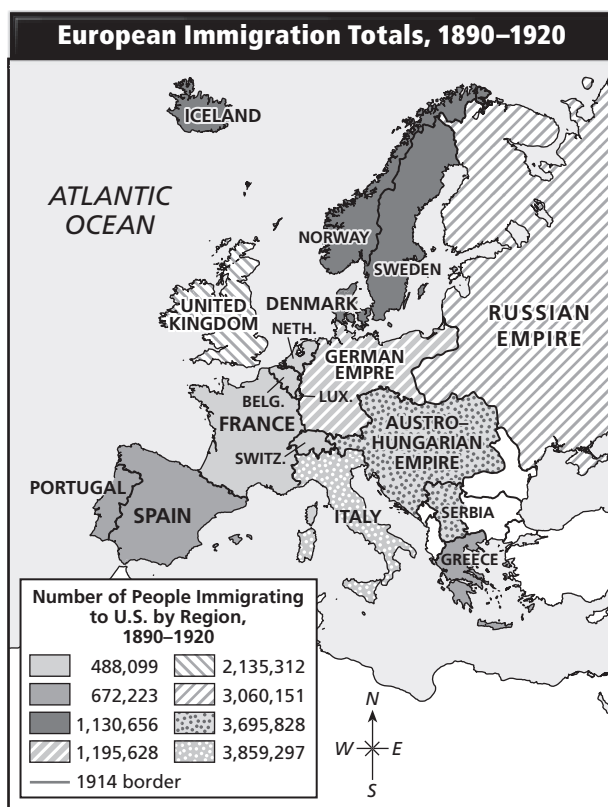 European Immigration Totals, 1890–1920
ICELAND
ATLANTIC
OCEAN
NORWAY
SWEDEN
UNITED
KINGDOM
DENMARK
NETH.
RUSSIAN
EMPIRE
GERMAN
EMPRE
BELG.
LUX.
FRANCE
AUSTRO-
HUNGARIAN
EMPIRE
SWITZ.
PORTUGAL
SPAIN
ITALY
SERBIA
GREECE
Number of People Immigrating
to U.S. by Region,
1890–1920
488,099
2,135,312
672,223
3,060,151
1,130,656
3,695,828
1,195,628
3,859,297
1914 border
N
W
E
S